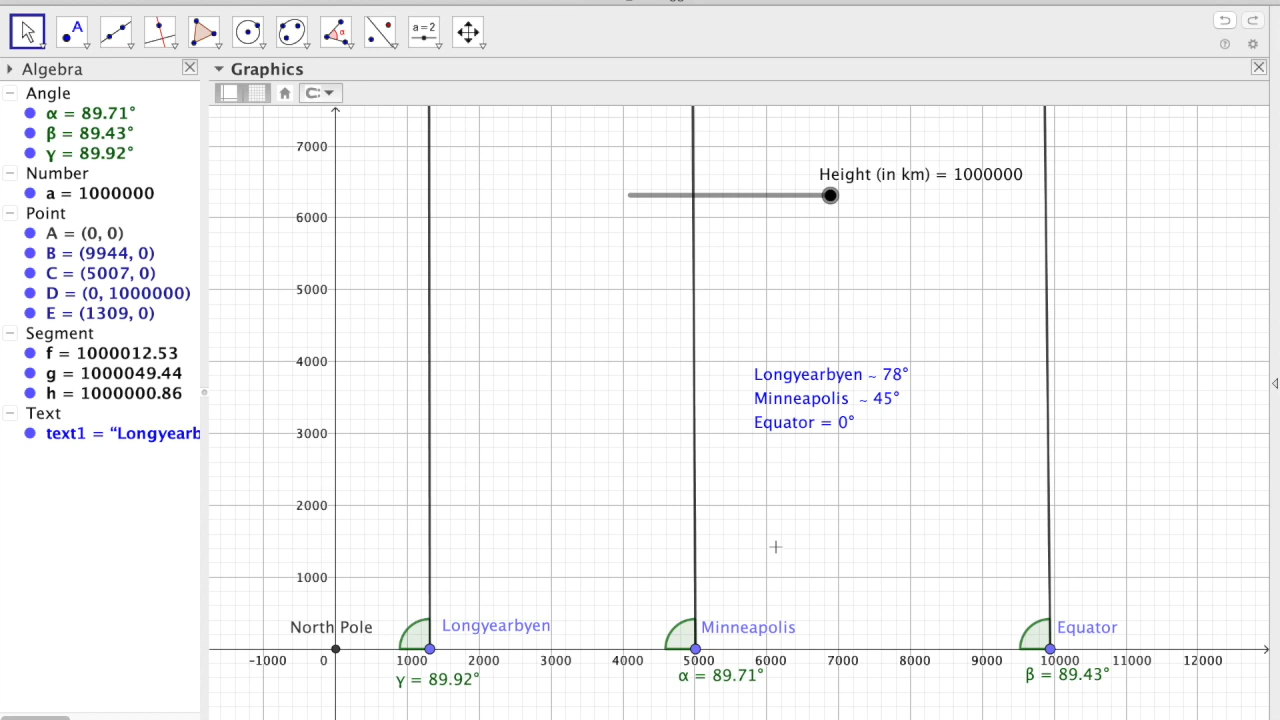 A
α
a=2
Algebra
Graphics
Angle
α = 89.71°
β = 89.43°
γ = 89.92°
Number
a = 1000000
Point
A = (0, 0)
B = (9944, 0)
C = (5007, 0)
D = (0, 1000000)
E = (1309, 0)
Segment
f = 1000012.53
g = 1000049.44
h = 1000000.86
Text
text1 = “Longyearb
7000
6000
5000
4000
3000
2000
1000
Height (in km) = 1000000
Longyearbyen ~ 78°
Minneapolis ~ 45°
Equator = 0°
North Pole
Longyearbyen
Minneapolis
Equator
-1000 0 1000 2000 3000 4000 5000 6000 7000 8000 9000 10000 11000 12000
γ = 89.92°
α = 89.71°
β = 89.43°